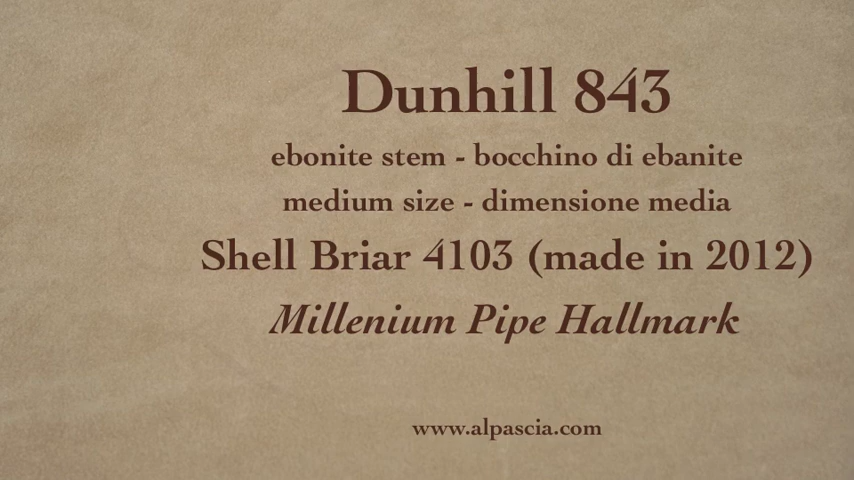 Dunhill 843
ebonite stem - bocchino di ebanite
medium size - dimensione media
Shell Briar 4103 (made in 2012)
Millenium Pipe Hallmark
www.alpascia.com